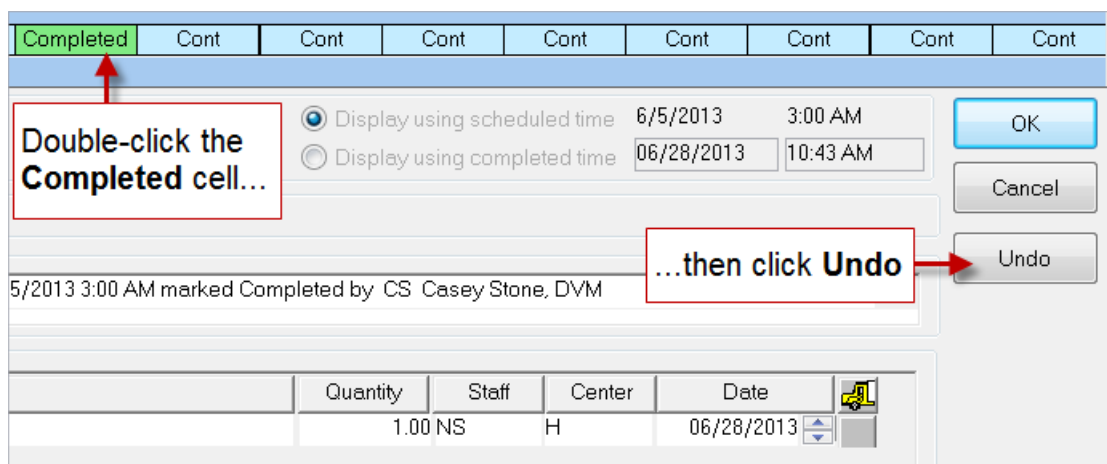 Completed Cont Cont Cont Cont Cont Cont Cont Cont
Double-click the
Completed cell...
Display using scheduled time 6/5/2013 3:00 AM
Display using completed time 06/28/2013 10:43 AM
OK
Cancel
Undo
...then click Undo
5/2013 3:00 AM marked Completed by CS Casey Stone, DVM
Quantity Staff Center Date
1.00 NS H 06/28/2013